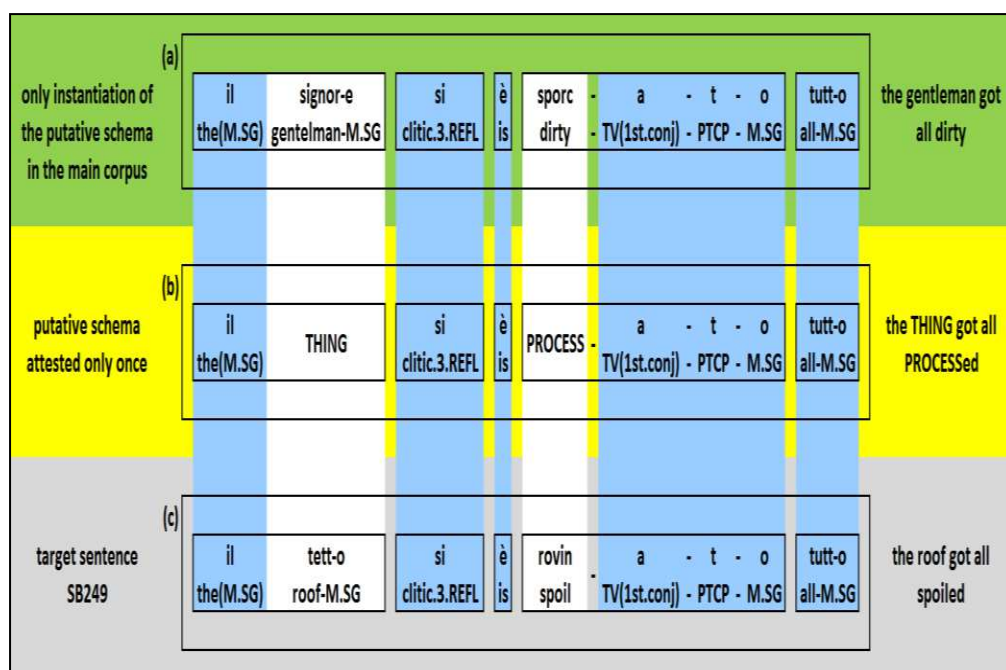 (a)
only instantiation of
the putative schema
in the main corpus
il signor-e si è sporc - a - t - o tutt-o
the(M.SG) gentelman-M.SG clitic.3.REFL is dirty - TV(1st.conj) - PTCP - M.SG all-M.SG
the gentleman got
all dirty
(b)
putative schema
attested only once
il THING si è PROCESS - a - t - o tutt-o
the(M.SG) clitic.3.REFL is TV(1st.conj) - PTCP - M.SG all-M.SG
the THING got all
PROCESSed
(c)
target sentence
SB249
il tett-o si è rovin - a - t - o tutt-o
the(M.SG) roof-M.SG clitic.3.REFL is spoil TV(1st.conj) - PTCP - M.SG all-M.SG
the roof got all
spoiled